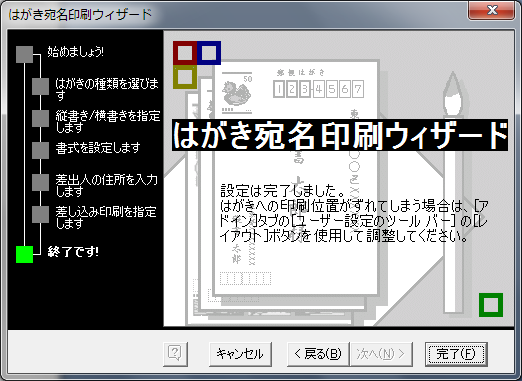 はがき宛名印刷ウィザード
始めましょう!
はがきの種類を選びま
す
縦書き/横書きを指定
します
書式を設定します
差出人の住所を入力
します
差し込み印刷を指定
します
終了です!
郵便はがき
50
1 2 3 4 5 6 7
はがき宛名印刷ウィザード
設定は完了しました。
はがきへの印刷位置がずれてしまう場合は、[ア
ドイン]タブの[ユーザー設定のツール バー] の[レ
イアウト]ボタンを使用して調整してください。
キャンセル
< 戻る(B)
次へ(N) >
完了(F)